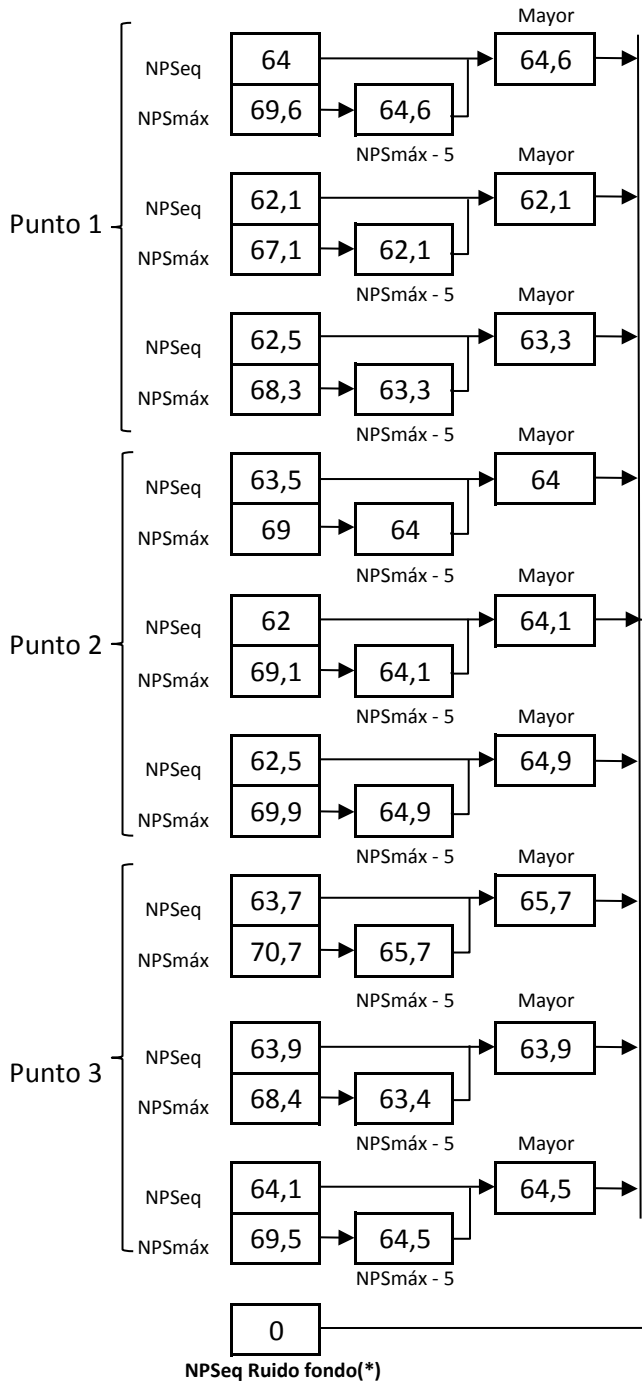 Mayor
NPSeq 64 64,6
NPSmáx 69,6 64,6
NPSmáx - 5 Mayor
NPSeq 62,1 62,1
Punto 1
NPSmáx 67,1 62,1
NPSmáx - 5 Mayor
NPSeq 62,5 63,3
NPSmáx 68,3 63,3
NPSmáx - 5 Mayor
NPSeq 63,5 64
NPSmáx 69 64
NPSmáx - 5 Mayor
NPSeq 62 64,1
Punto 2
NPSmáx 69,1 64,1
NPSmáx - 5 Mayor
NPSeq 62,5 64,9
NPSmáx 69,9 64,9
NPSmáx - 5 Mayor
NPSeq 63,7 65,7
NPSmáx 70,7 65,7
NPSmáx - 5 Mayor
NPSeq 63,9 63,9
Punto 3
NPSmáx 68,4 63,4
NPSmáx - 5 Mayor
NPSeq 64,1 64,5
NPSmáx 69,5 64,5
NPSmáx - 5
0
NPSeq Ruido fondo(*)